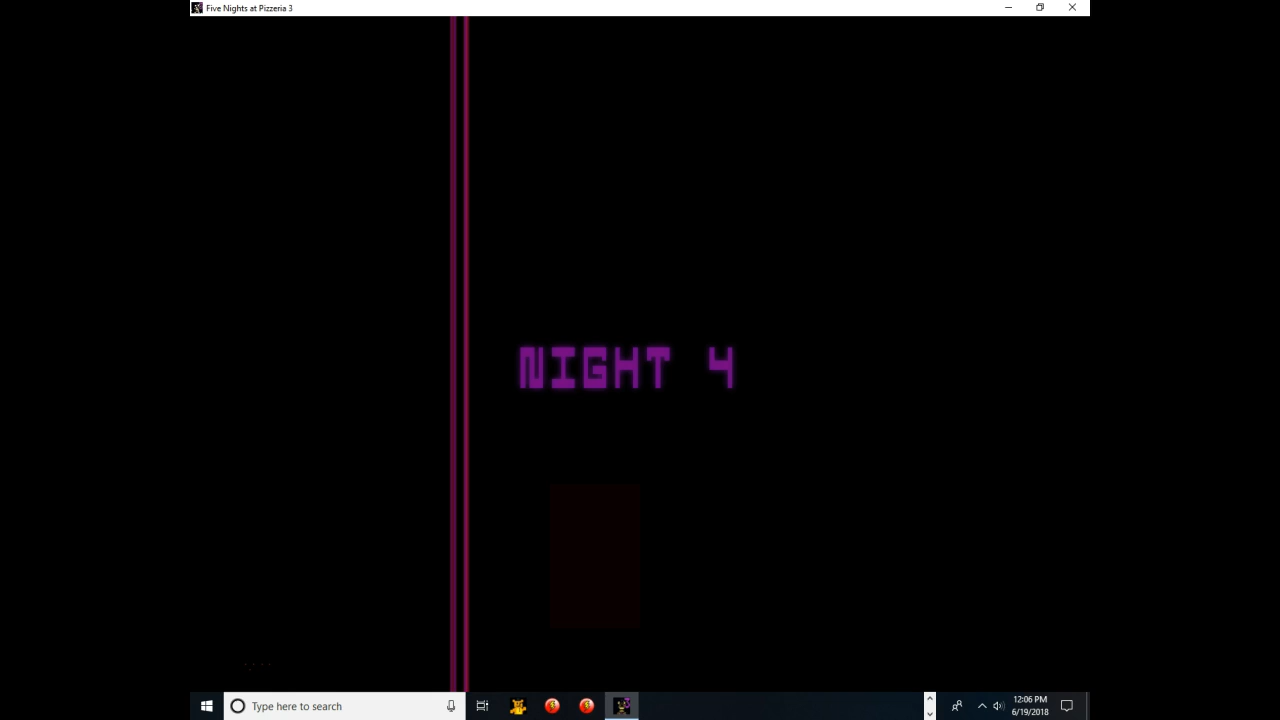 Five Nights at Pizzeria 3
NIGHT 4
Type here to search
12:06 PM
6/19/2018